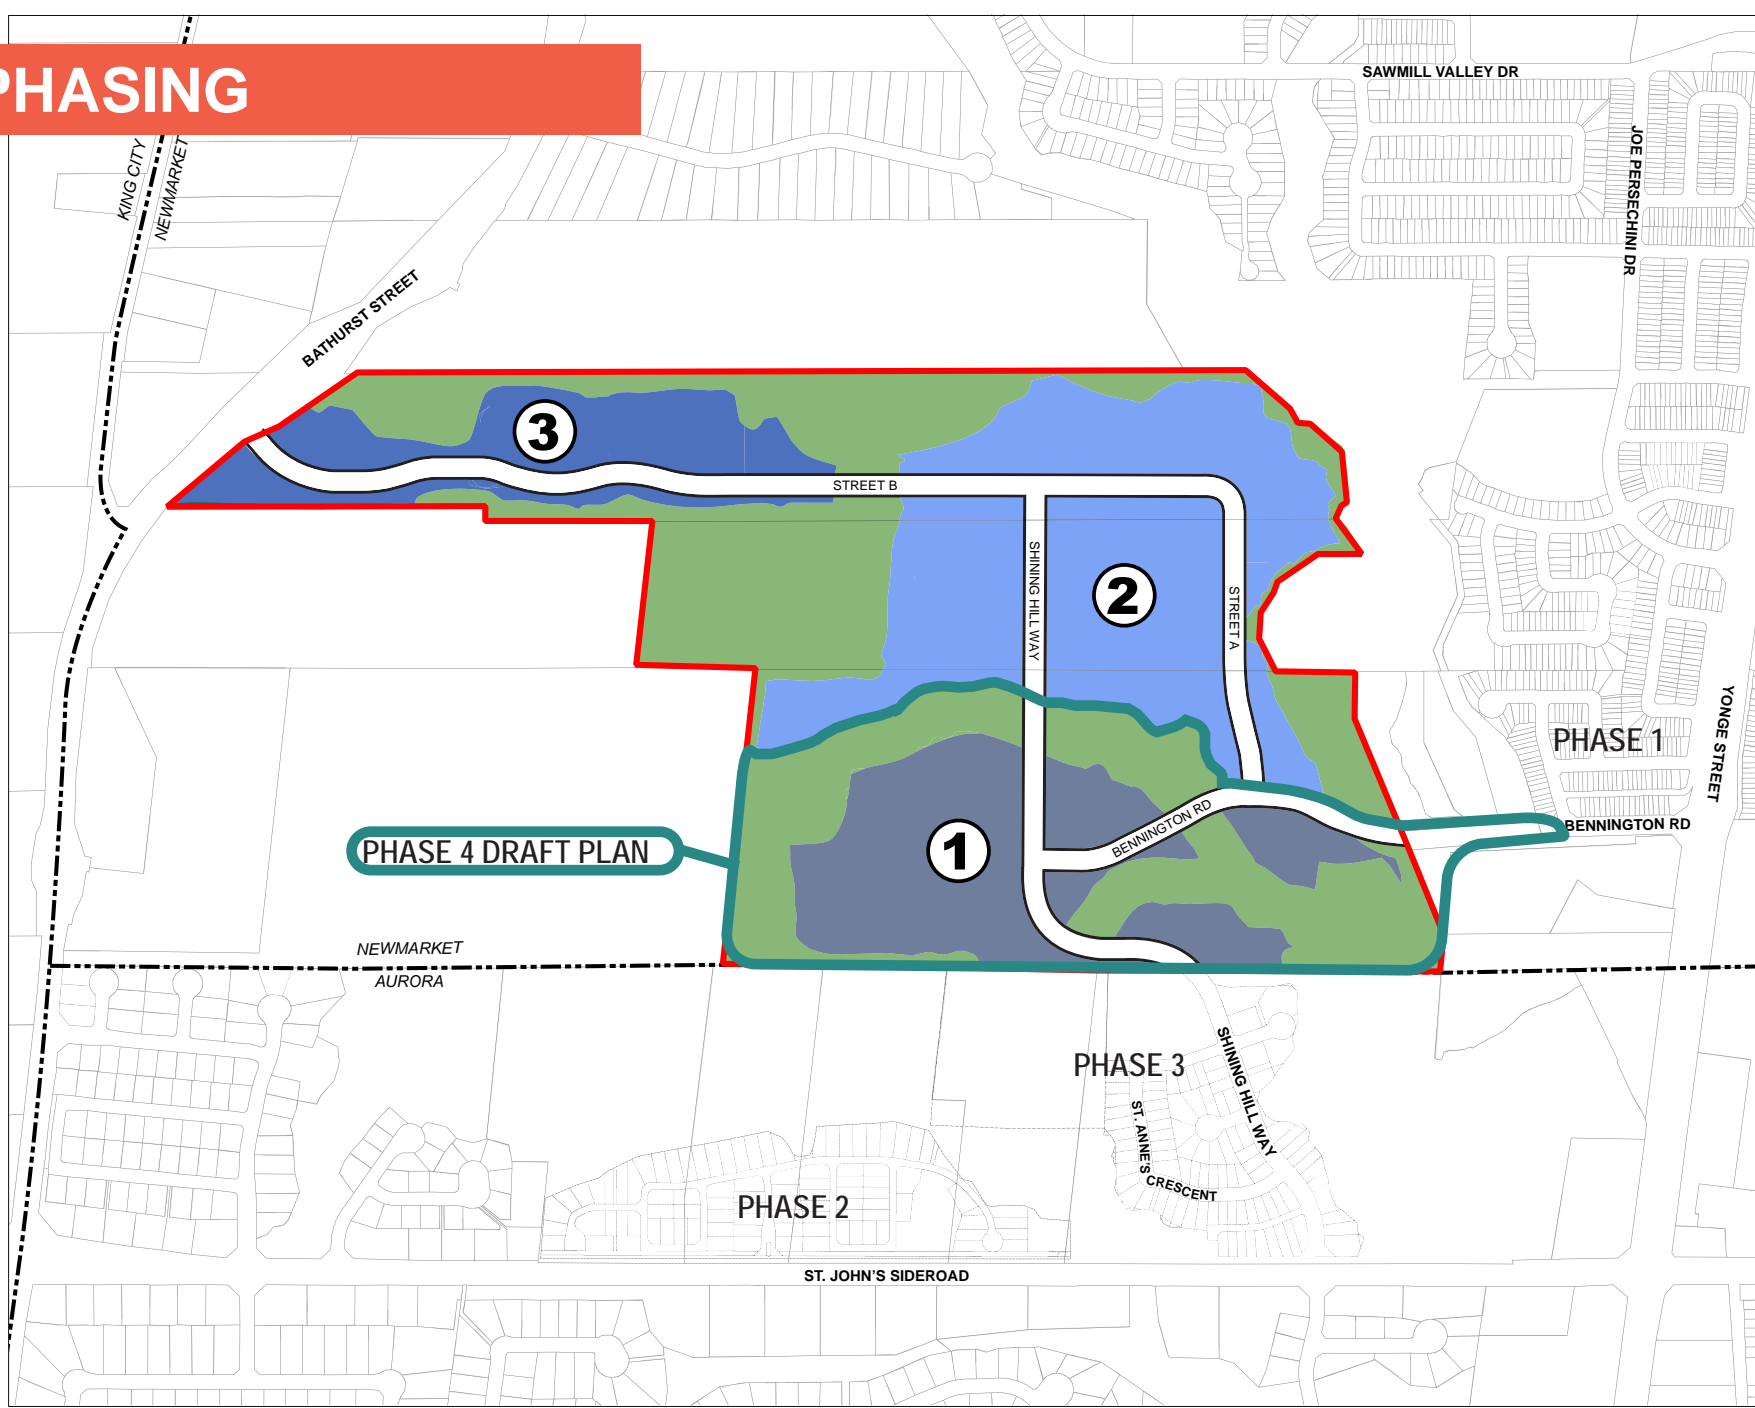 PHASING
SAWMILL VALLEY DR
JOE PERSECHINI DR
KING CITY
NEWMARKET
BATHURST STREET
3
STREET B
SHINING HILL WAY
2
STREET A
YONGE STREET
PHASE 1
BENNINGTON RD
BENNINGTON RD
1
PHASE 4 DRAFT PLAN
NEWMARKET
AURORA
PHASE 3
SHINING HILL WAY
ST. ANNE'S
CRESCENT
PHASE 2
ST. JOHN'S SIDEROAD